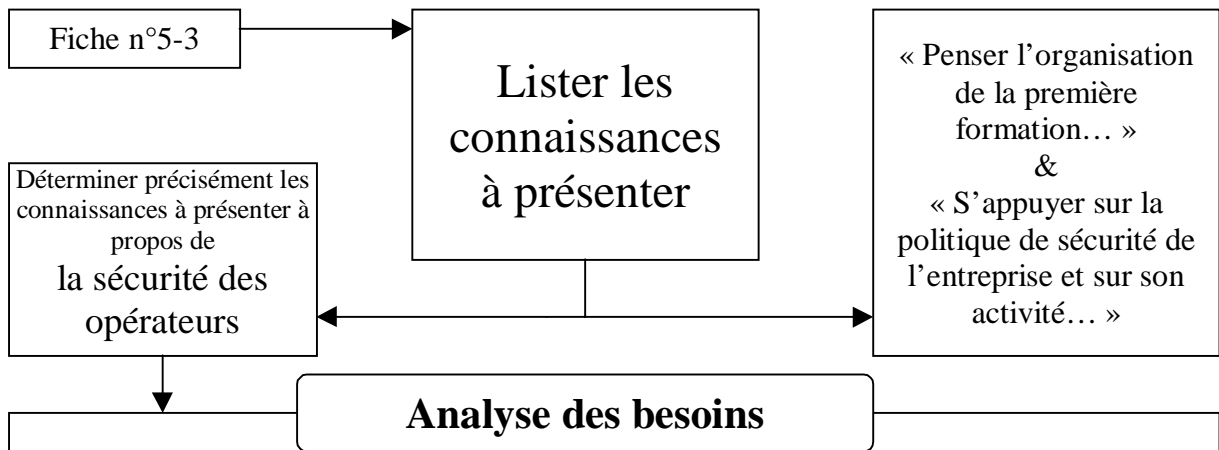 Fiche n°5-3
Lister les
connaissances
à présenter
« Penser l’organisation
de la première
formation… »
&
« S’appuyer sur la
politique de sécurité de
l’entreprise et sur son
activité… »
Déterminer précisément les
connaissances à présenter à
propos de
la sécurité des
opérateurs
Analyse des besoins